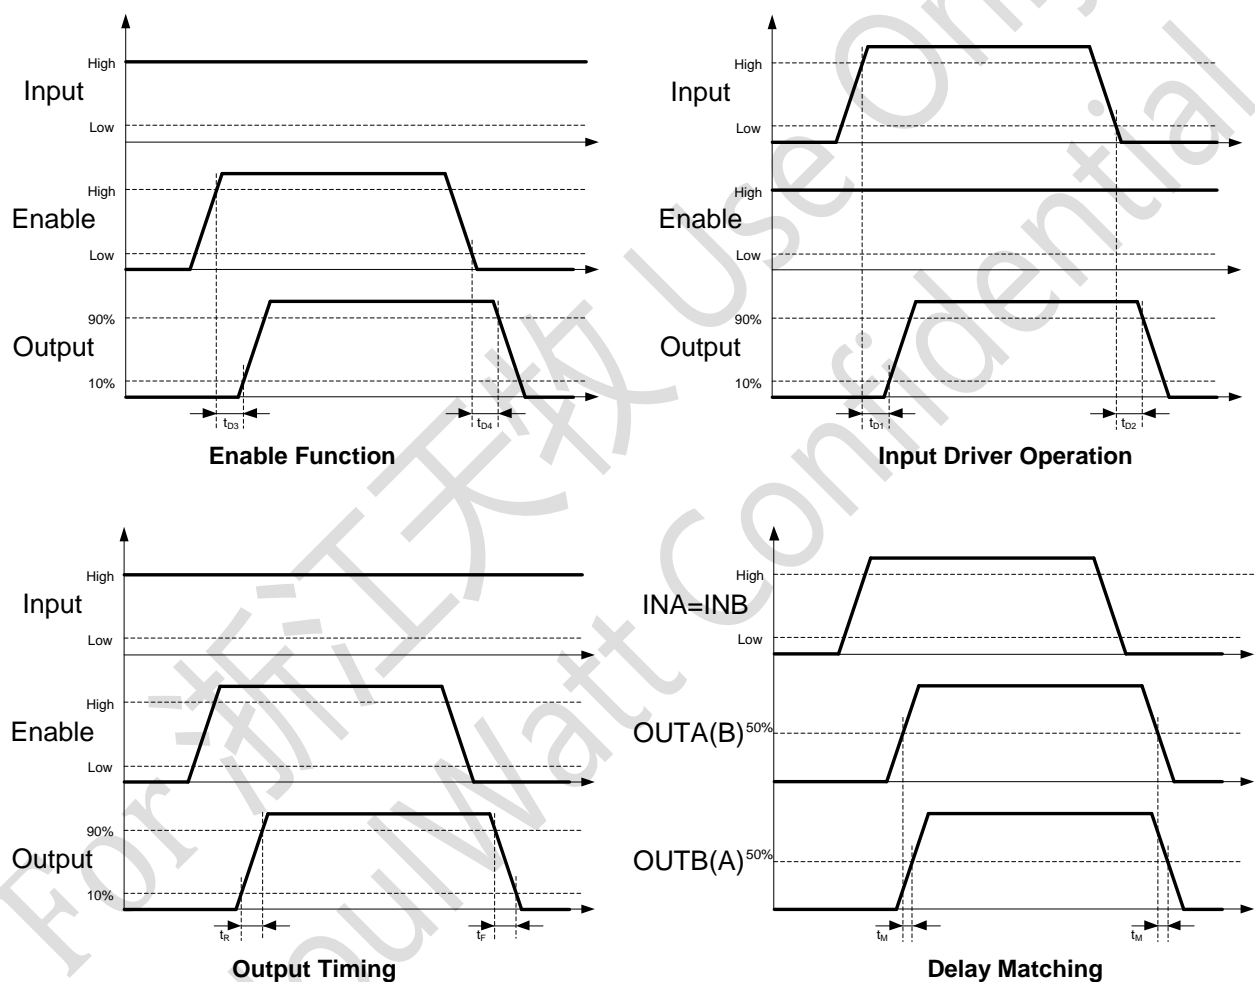 High
Input
Low
High
Enable
Low
90%
Output
10%
tD3
tD4
Enable Function
High
Input
Low
High
Enable
Low
90%
Output
10%
tD1
tD2
Input Driver Operation
High
Input
Low
High
Enable
Low
90%
Output
10%
tR
tF
Output Timing
High
INA=INB
Low
OUTA(B) 50%
OUTB(A) 50%
tM
tM
Delay Matching
For 浙江天牧 Use
Confidential